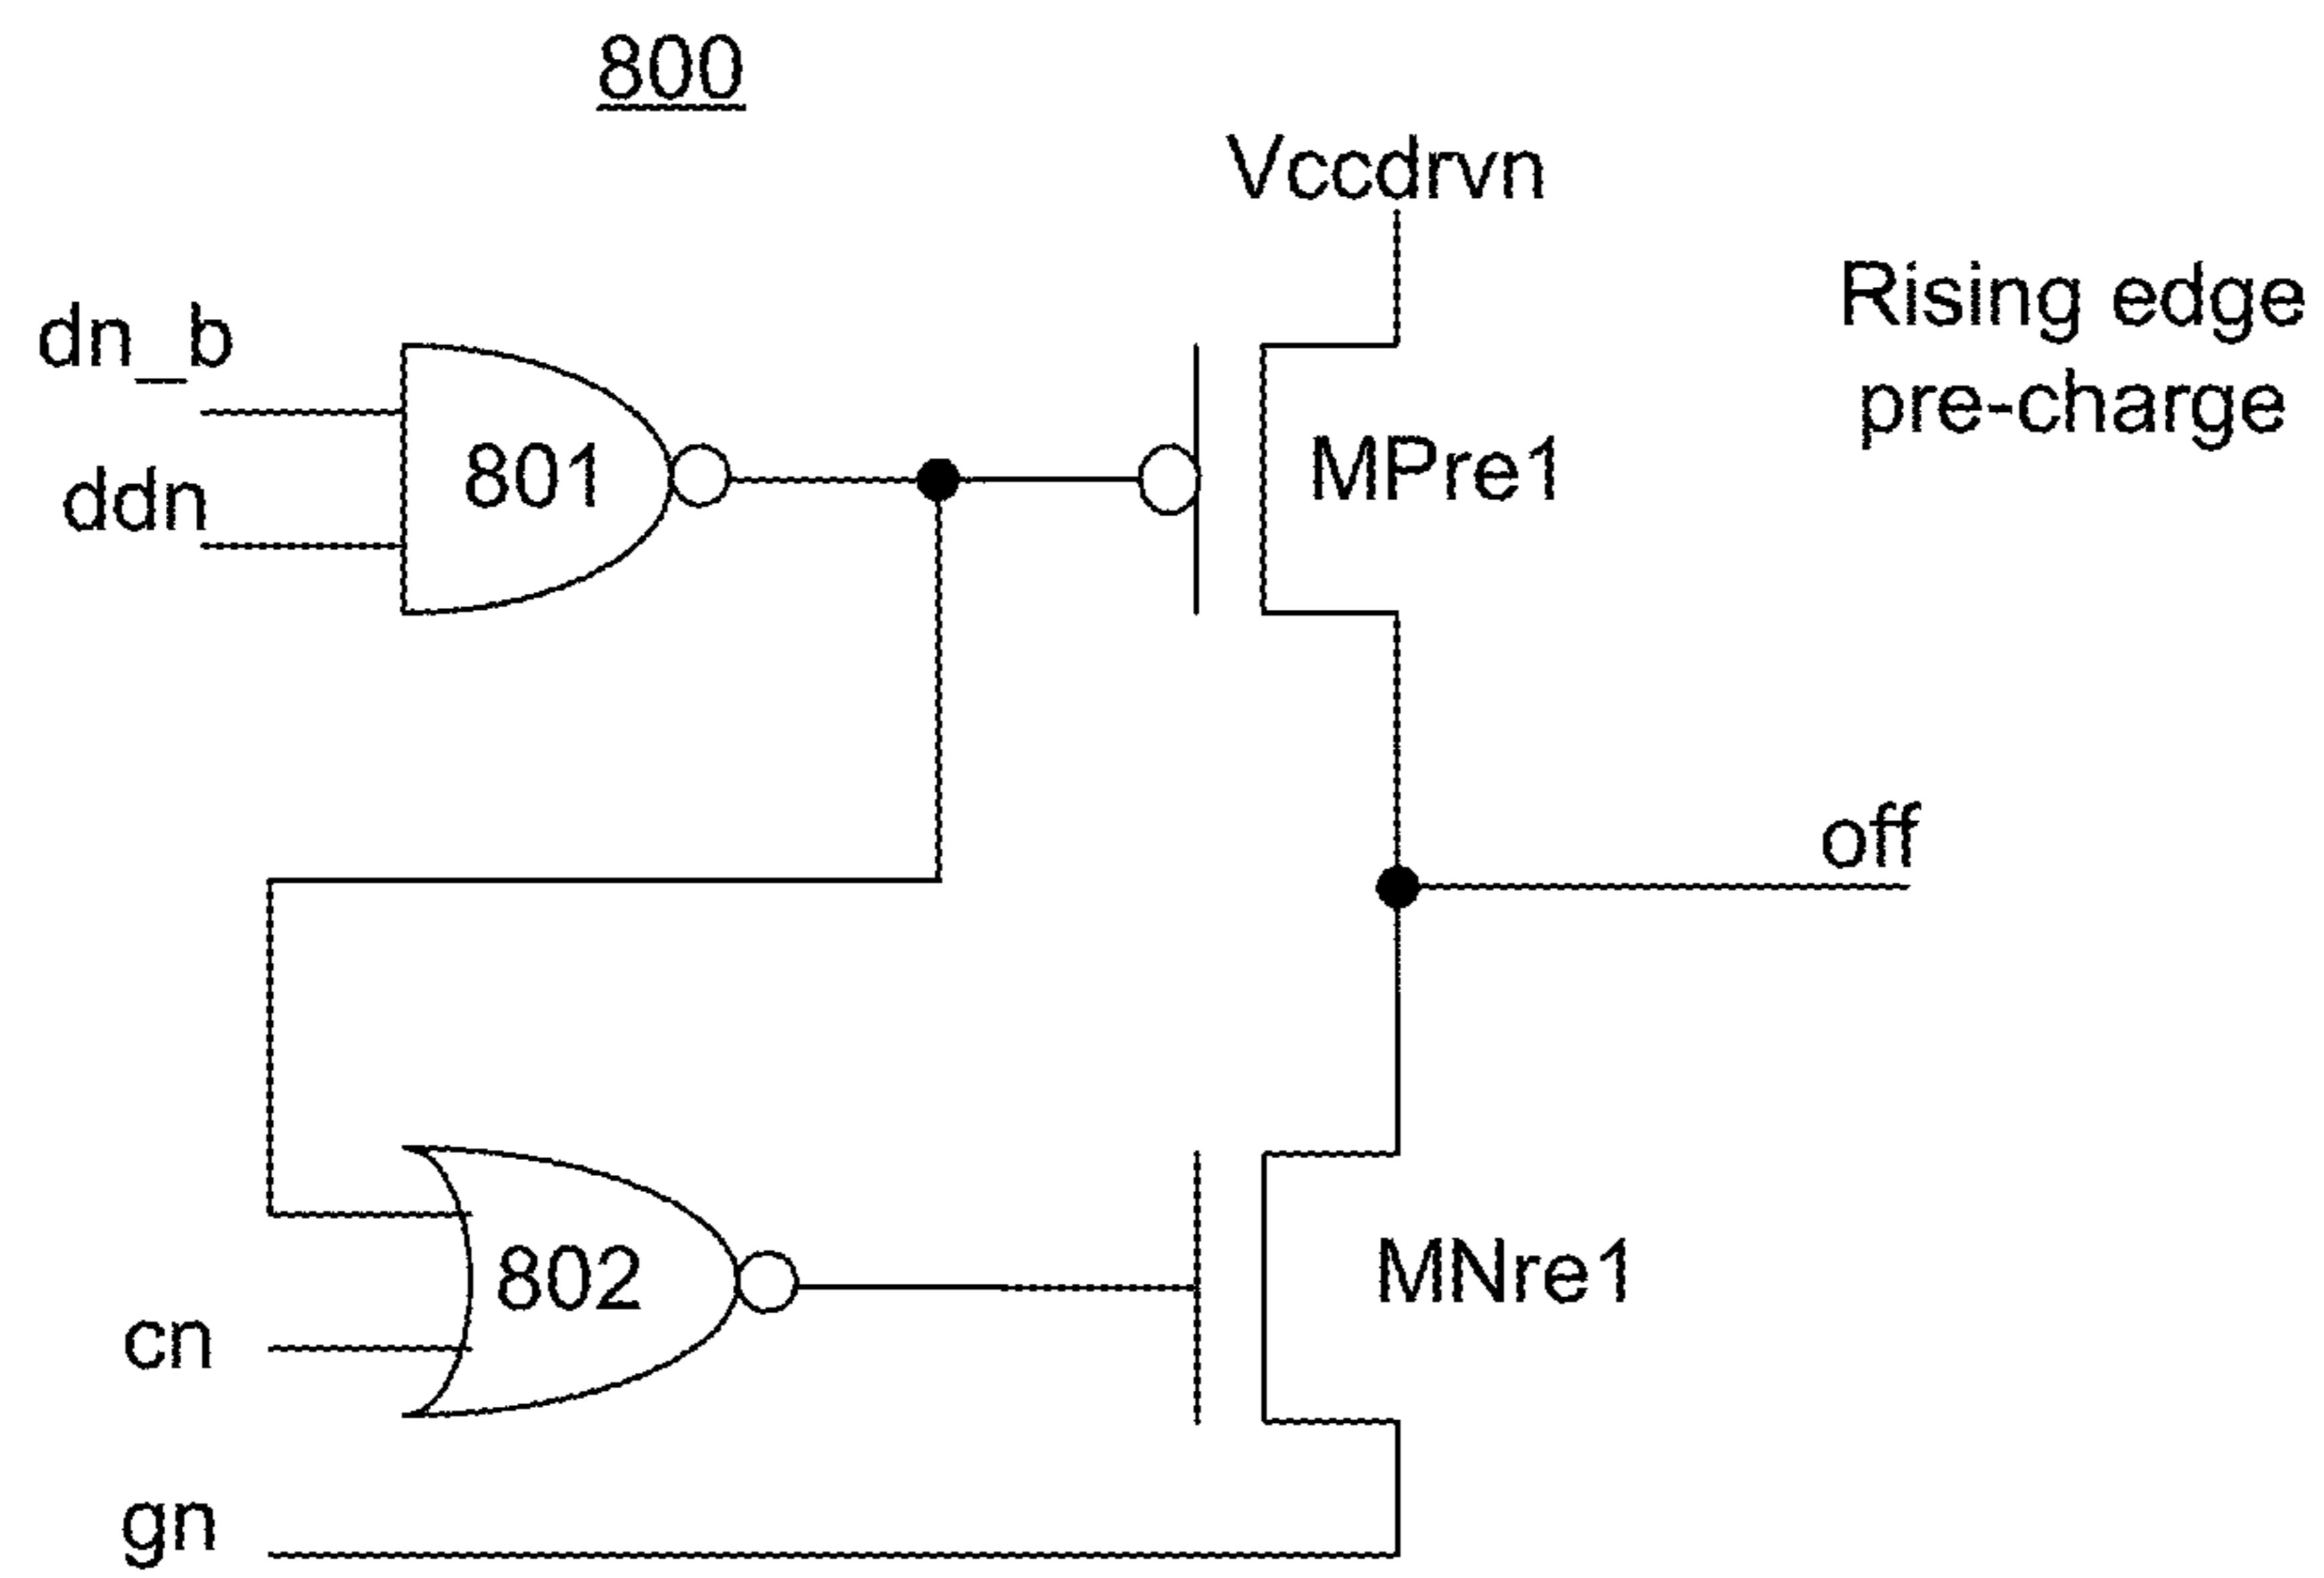 800
Vccdrvn
Rising edge
pre-charge
dn_b
ddn
801
MPre1
off
802
MNre1
cn
gn